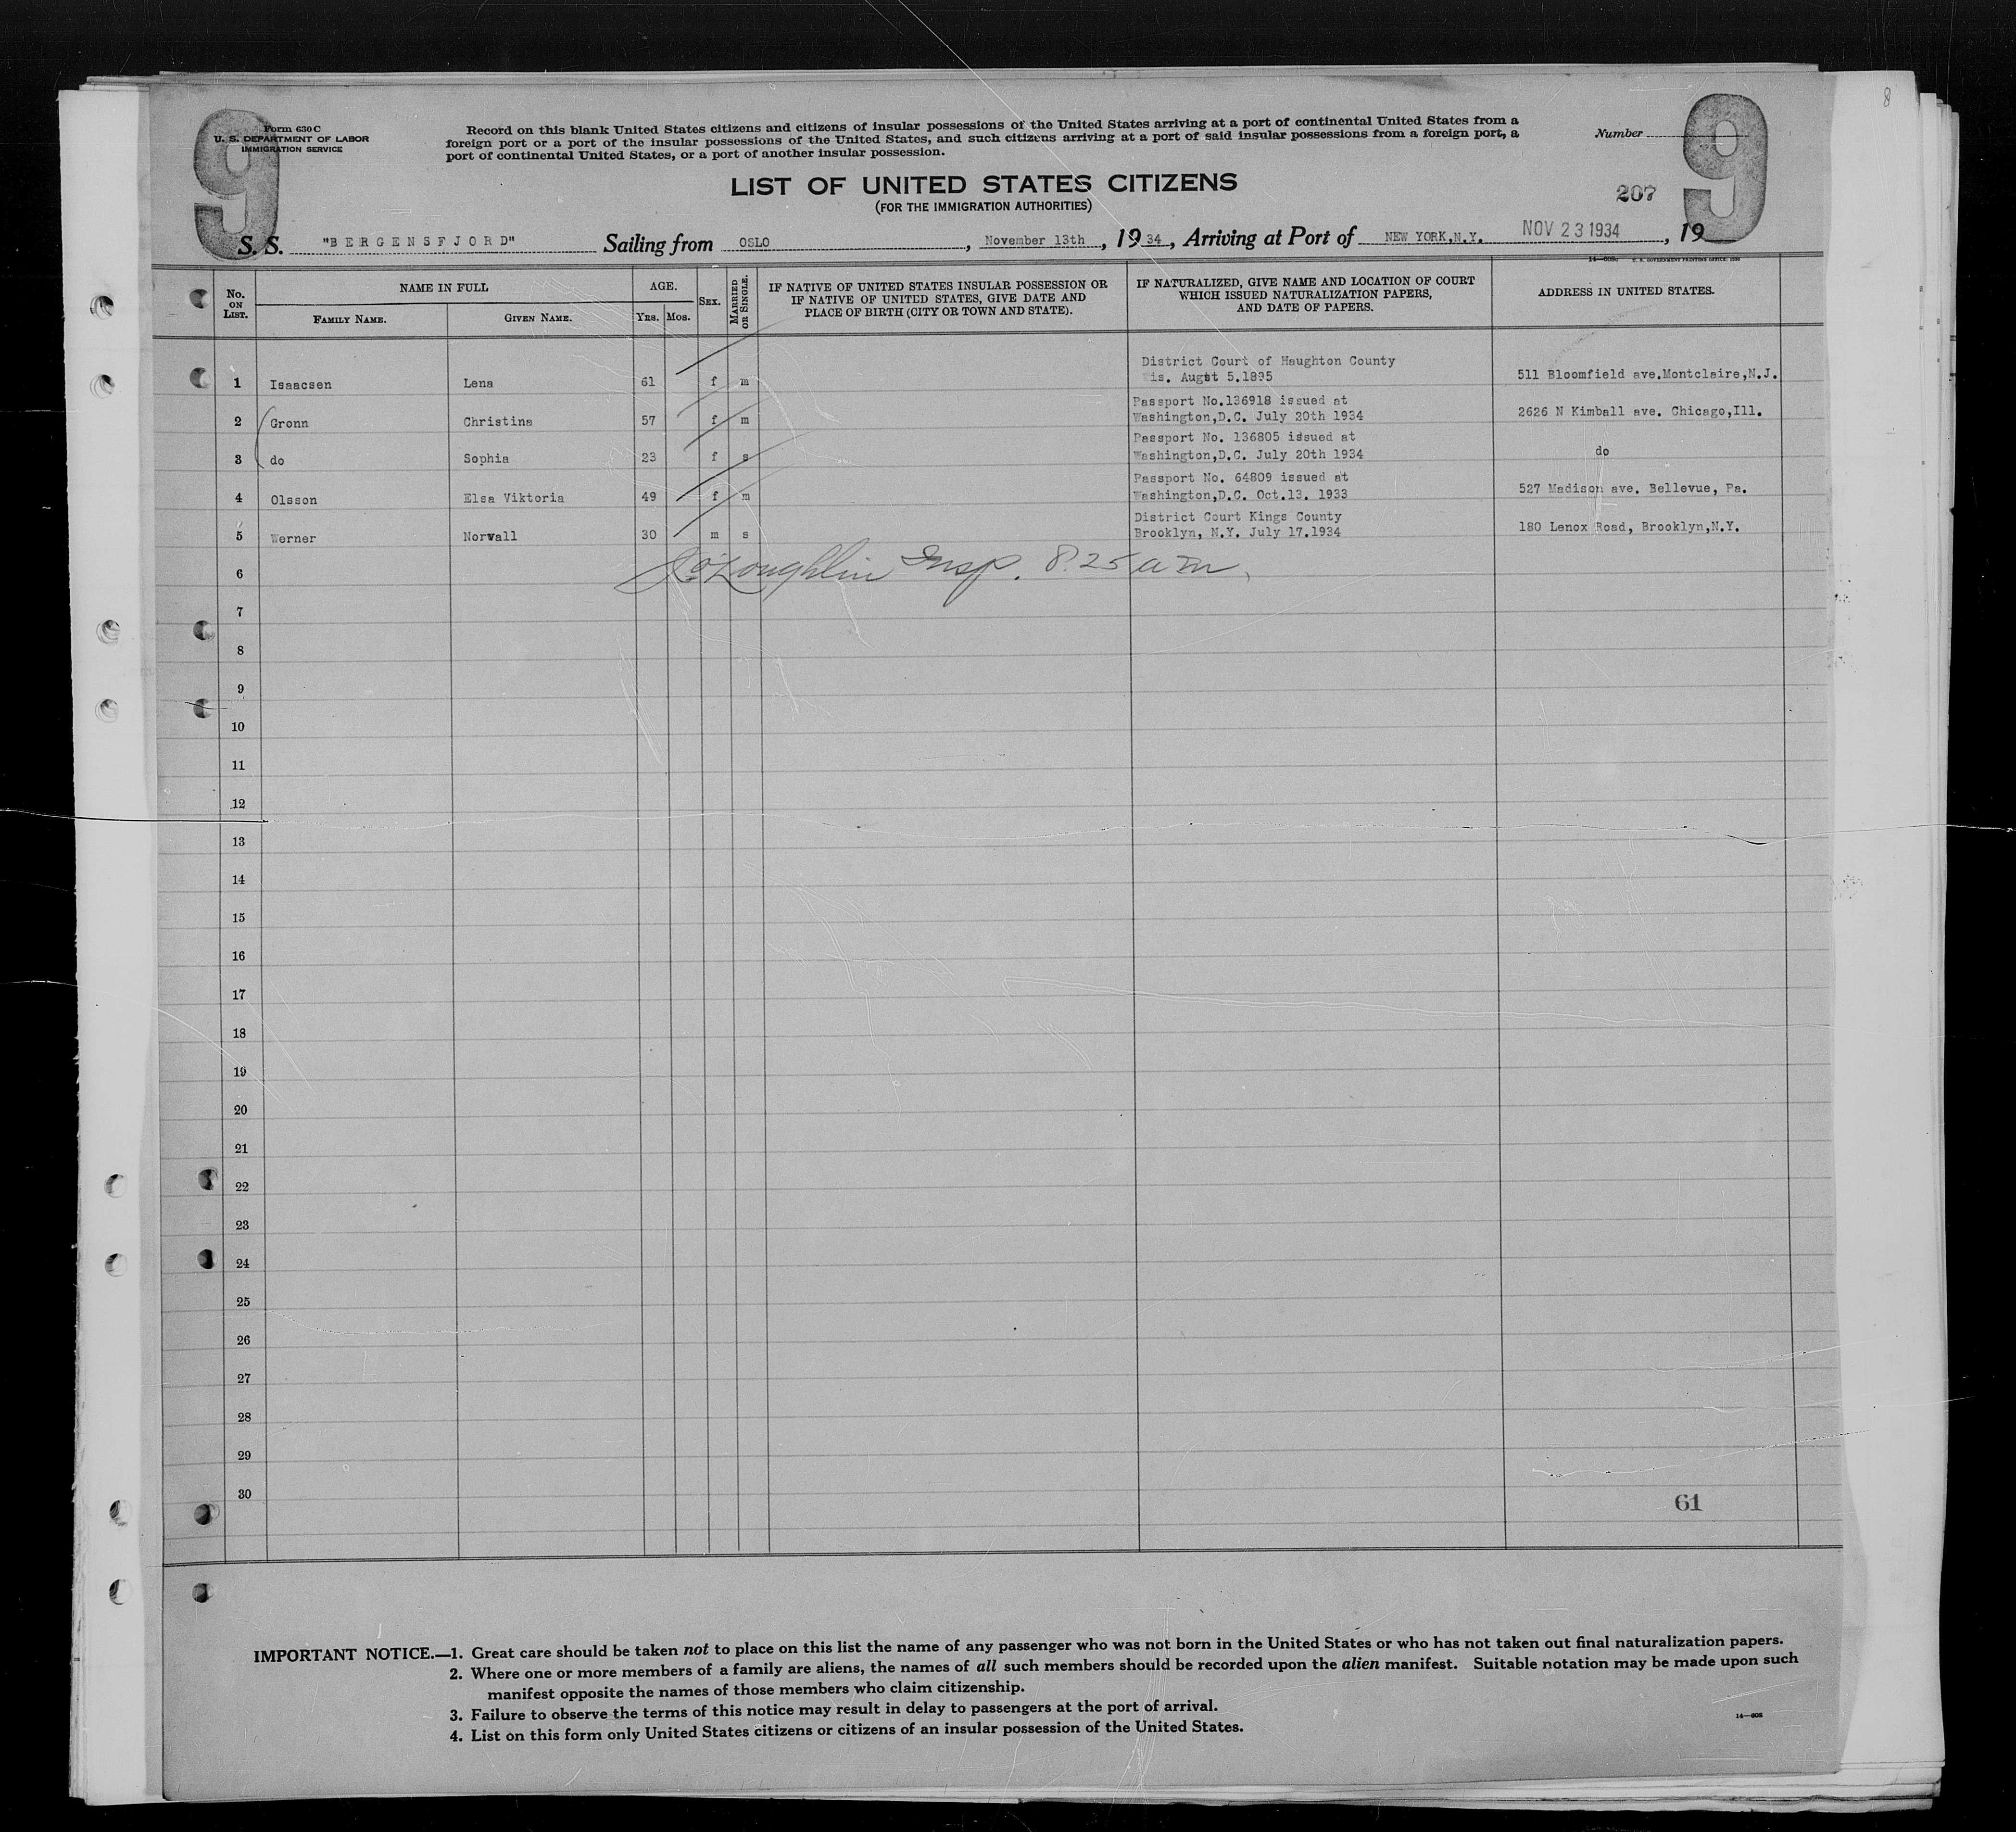 8
9
9
Form 630 C
U. S. DEPARTMENT OF LABOR
IMMIGRATION SERVICE
Record on this blank United States citizens and citizens of insular possessions of the United States arriving at a port of continental United States from a
foreign port or a port of the insular possessions of the United States, and such citizens arriving at a port of said insular possessions from a foreign port, a
port of continental United States, or a port of another insular possession.
Number
LIST OF UNITED STATES CITIZENS
(FOR THE IMMIGRATION AUTHORITIES)
207
S. S. "BERGENSFJORD" Sailing from OSLO, November 13th, 1934, Arriving at Port of NEW YORK,N.Y. NOV 23 1934, 19
No. ON LIST. NAME IN FULL FAMILY NAME. GIVEN NAME. AGE. YRS. MOS. SEX. MARRIED OR SINGLE. IF NATIVE OF UNITED STATES INSULAR POSSESSION OR IF NATIVE OF UNITED STATES, GIVE DATE AND PLACE OF BIRTH (CITY OR TOWN AND STATE). IF NATURALIZED, GIVE NAME AND LOCATION OF COURT WHICH ISSUED NATURALIZATION PAPERS, AND DATE OF PAPERS. ADDRESS IN UNITED STATES.
District Court of Haughton County
1 Isaacsen Lena 61 f m Wis. Augst 5.1895 511 Bloomfield ave.Montclaire,N.J.
Passport No.136918 issued at
2 Gronn Christina 57 f m Washington,D.C. July 20th 1934 2626 N Kimball ave. Chicago,Ill.
Passport No. 136805 issued at
3 do Sophia 23 f s Washington,D.C. July 20th 1934 do
Passport No. 64809 issued at
4 Olsson Elsa Viktoria 49 f m Washington,D.C. Oct.13. 1933 527 Madison ave. Bellevue, Pa.
District Court Kings County
5 Werner Norvall 30 m s Brooklyn, N.Y. July 17.1934 180 Lenox Road, Brooklyn,N.Y.
6 O'Loughlin Insp. 8.25 am.
7
8
9
10
11
12
13
14
15
16
17
18
19
20
21
22
23
24
25
26
27
28
29
30
61
IMPORTANT NOTICE.—1. Great care should be taken not to place on this list the name of any passenger who was not born in the United States or who has not taken out final naturalization papers.
2. Where one or more members of a family are aliens, the names of all such members should be recorded upon the alien manifest. Suitable notation may be made upon such
manifest opposite the names of those members who claim citizenship.
3. Failure to observe the terms of this notice may result in delay to passengers at the port of arrival.
4. List on this form only United States citizens or citizens of an insular possession of the United States.